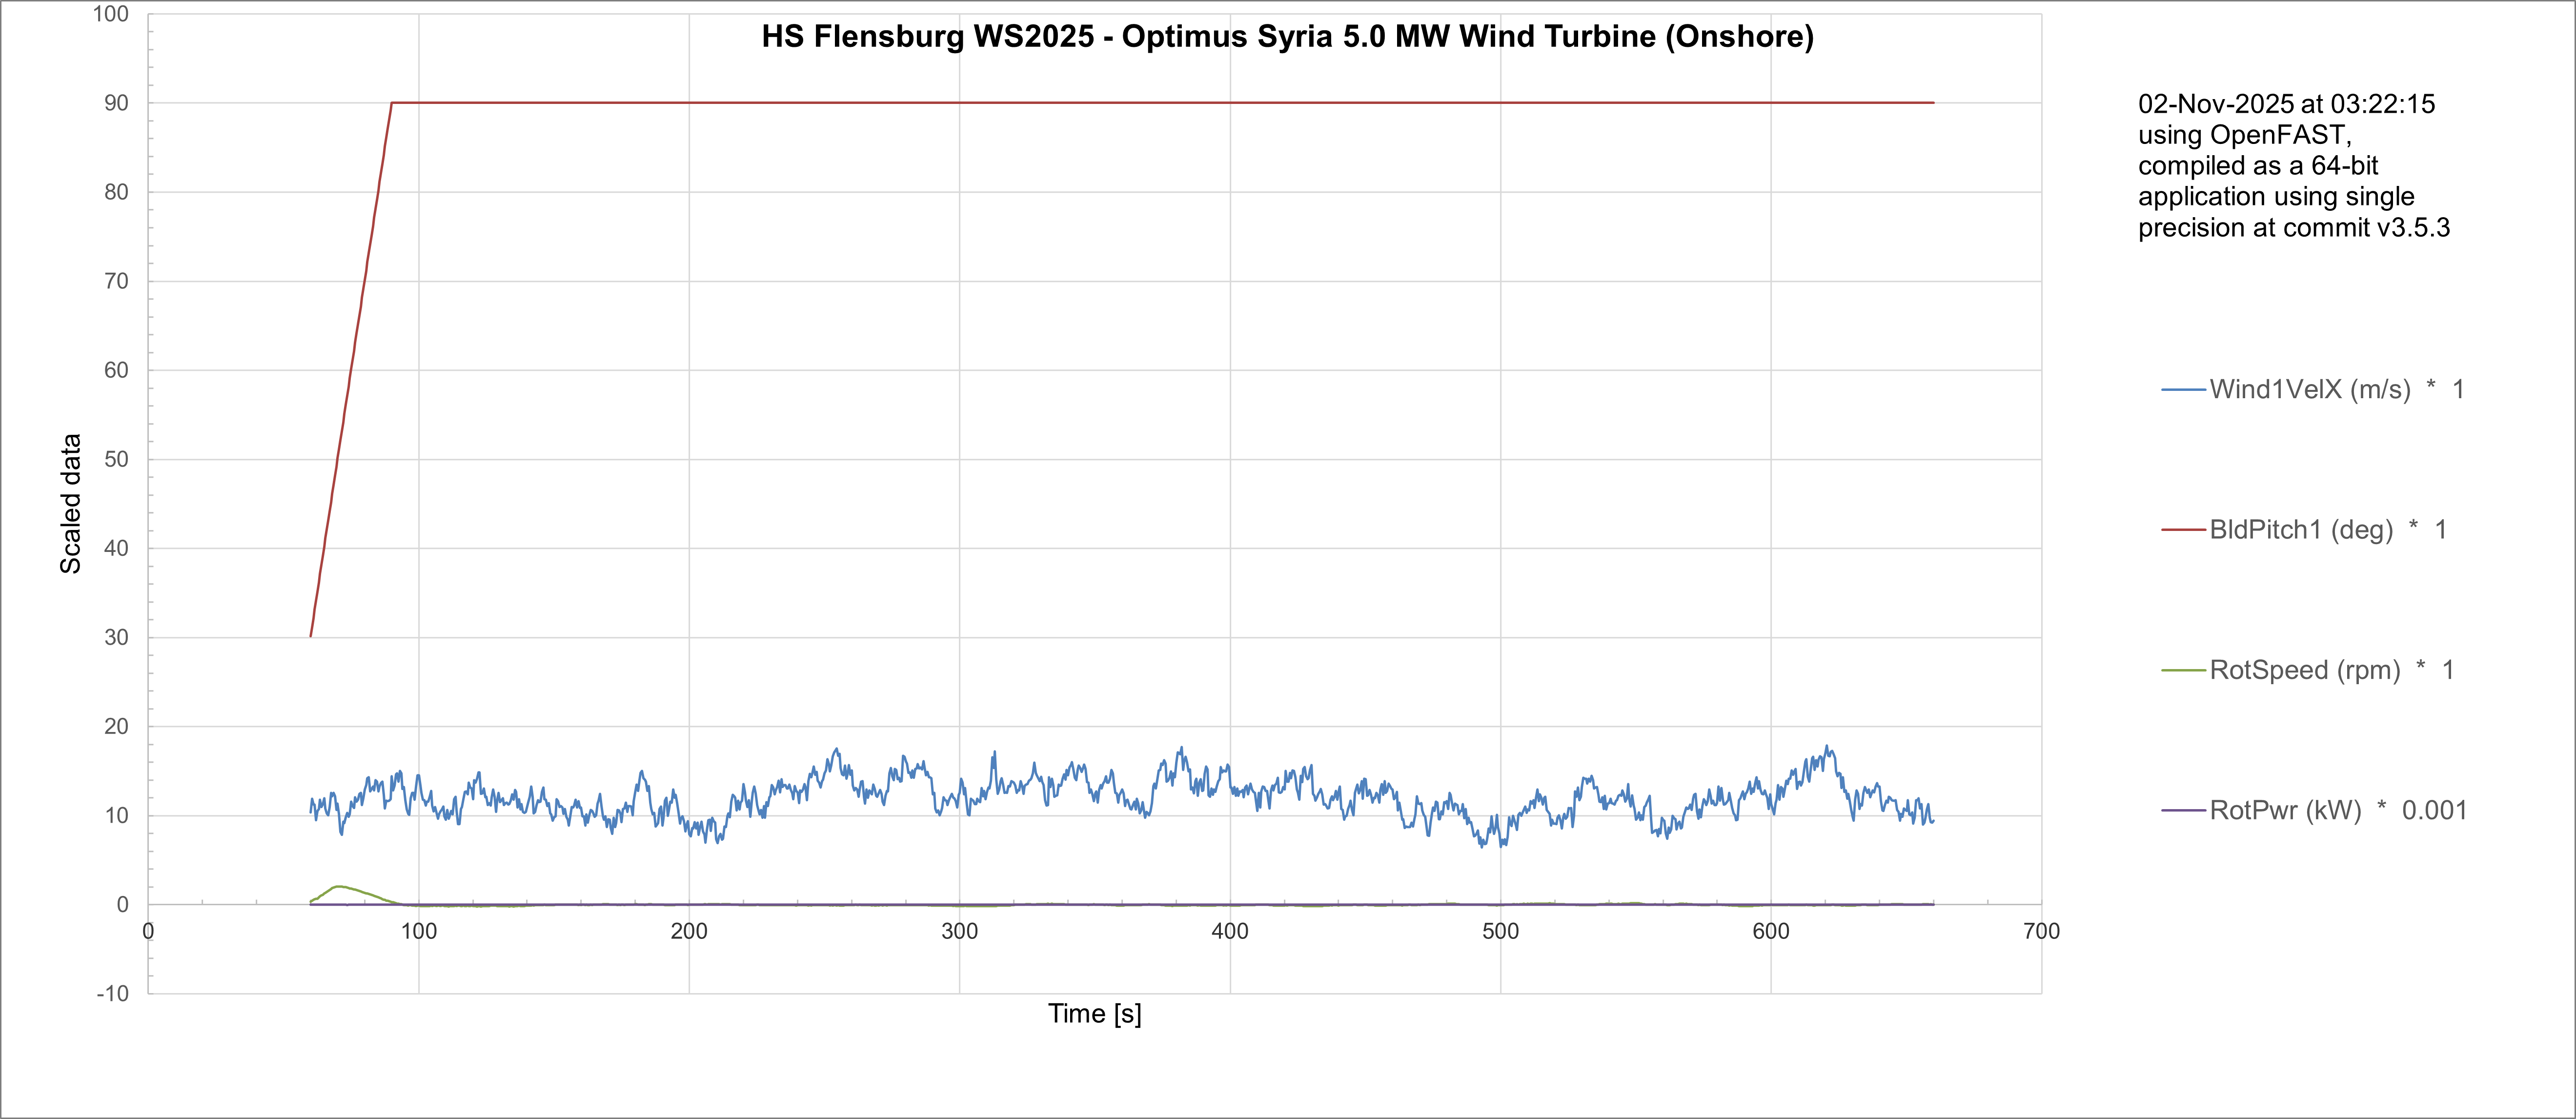 HS Flensburg WS2025 - Optimus Syria 5.0 MW Wind Turbine (Onshore)
02-Nov-2025 at 03:22:15
using OpenFAST,
compiled as a 64-bit
application using single
precision at commit v3.5.3
100
90
80
70
60
50
40
30
20
10
0
-10
Scaled data
0 100 200 300 400 500 600 700
Time [s]
Wind1VelX (m/s) * 1
BldPitch1 (deg) * 1
RotSpeed (rpm) * 1
RotPwr (kW) * 0.001